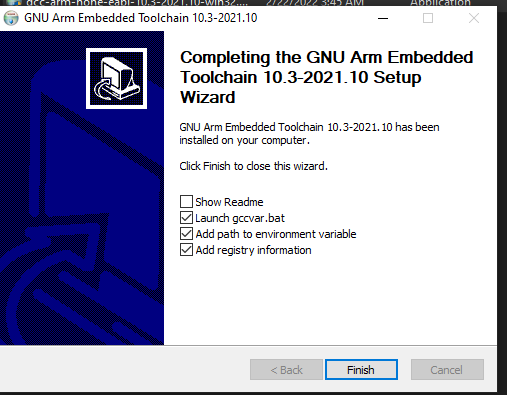 gcc-arm-none-eabi-10.3-2021.10-win32.... 2/22/2022 3:45 AM Application
GNU Arm Embedded Toolchain 10.3-2021.10
Completing the GNU Arm Embedded
Toolchain 10.3-2021.10 Setup
Wizard
GNU Arm Embedded Toolchain 10.3-2021.10 has been
installed on your computer.
Click Finish to close this wizard.
Show Readme
Launch gccvar.bat
Add path to environment variable
Add registry information
< Back Finish Cancel